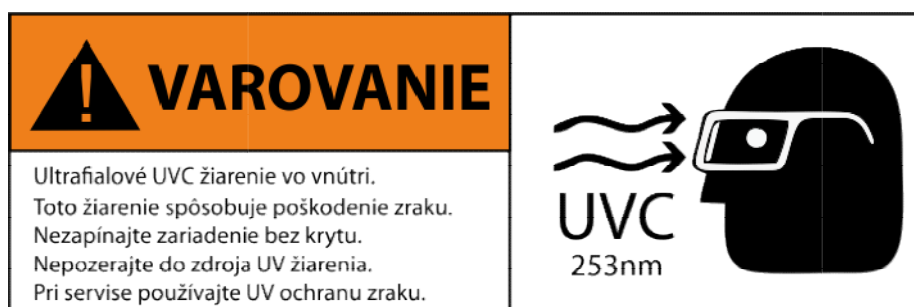 VAROVANIE
Ultrafialové UVC žiarenie vo vnútri.
Toto žiarenie spôsobuje poškodenie zraku.
Nezapínajte zariadenie bez krytu.
Nepozerajte do zdroja UV žiarenia.
Pri servise používajte UV ochranu zraku.
UVC
253nm